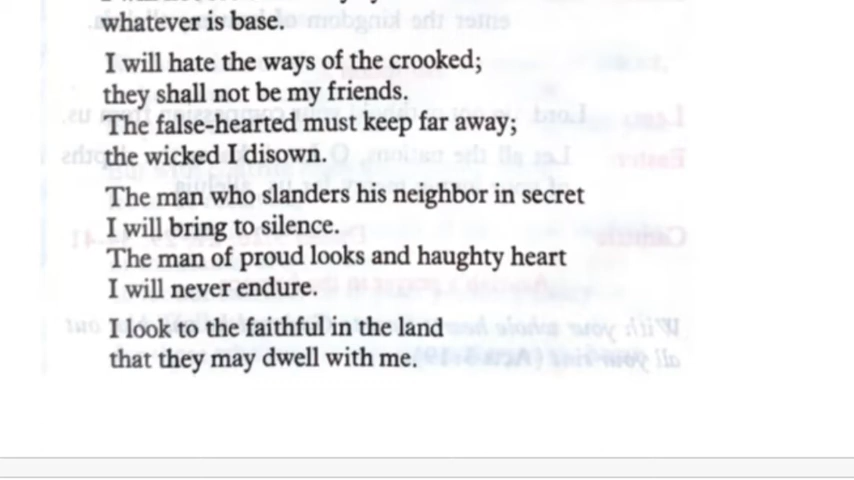 whatever is base.
I will hate the ways of the crooked;
they shall not be my friends.
The false-hearted must keep far away;
the wicked I disown.
The man who slanders his neighbor in secret
I will bring to silence.
The man of proud looks and haughty heart
I will never endure.
I look to the faithful in the land
that they may dwell with me.